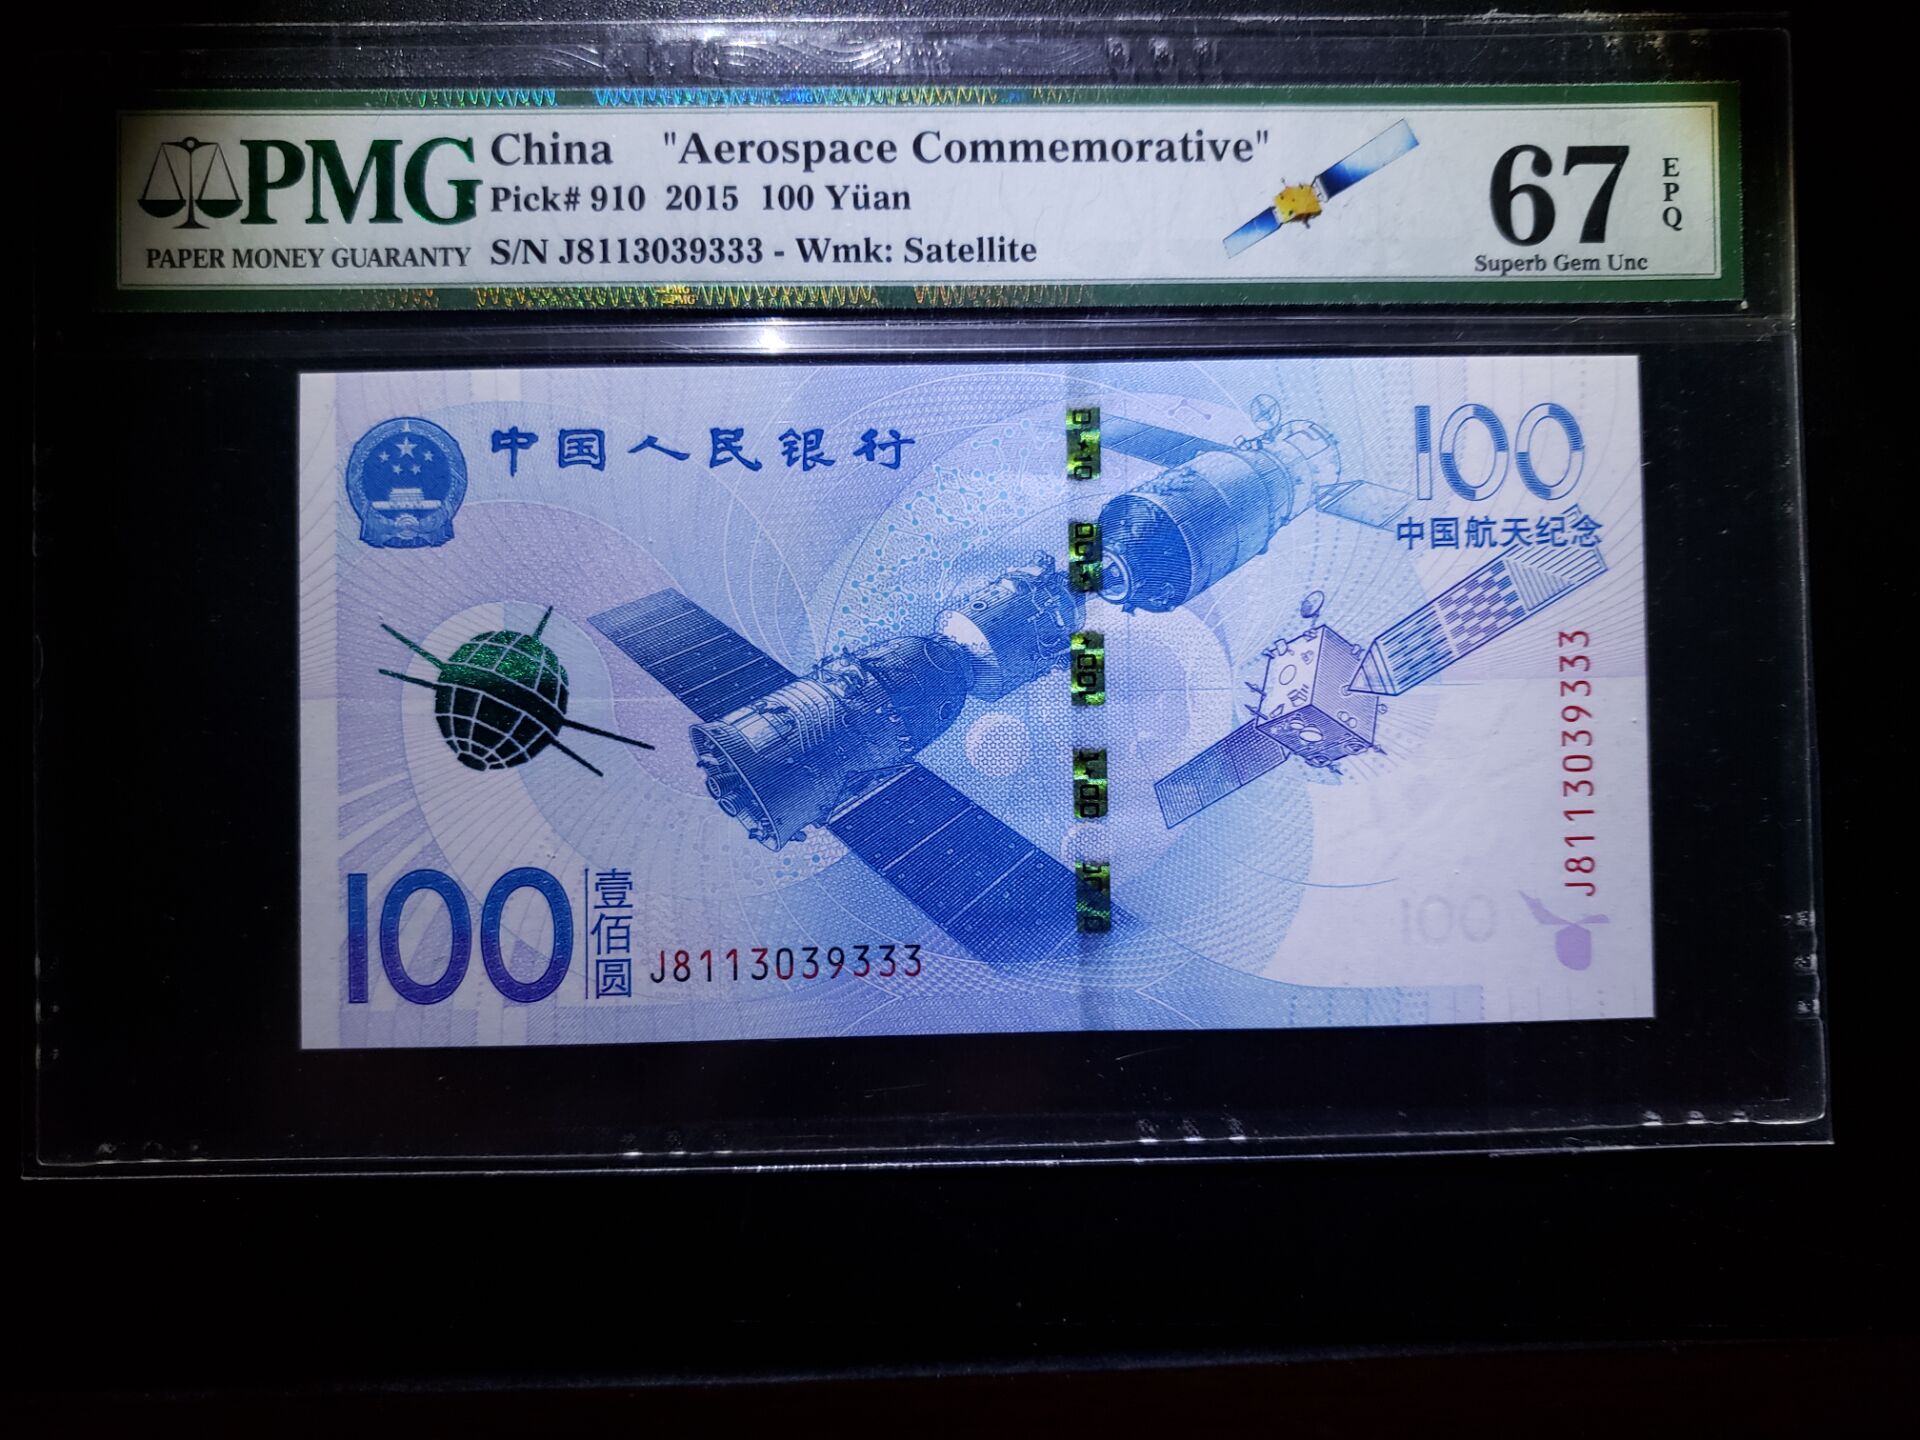 PMG
PAPER MONEY GUARANTY
China "Aerospace Commemorative"
Pick# 910 2015 100 Yüan
S/N J8113039333 - Wmk: Satellite
67
EPQ
Superb Gem Unc
中国人民银行
100
中国航天纪念
J8113039333
100
100
壹佰圆
J8113039333